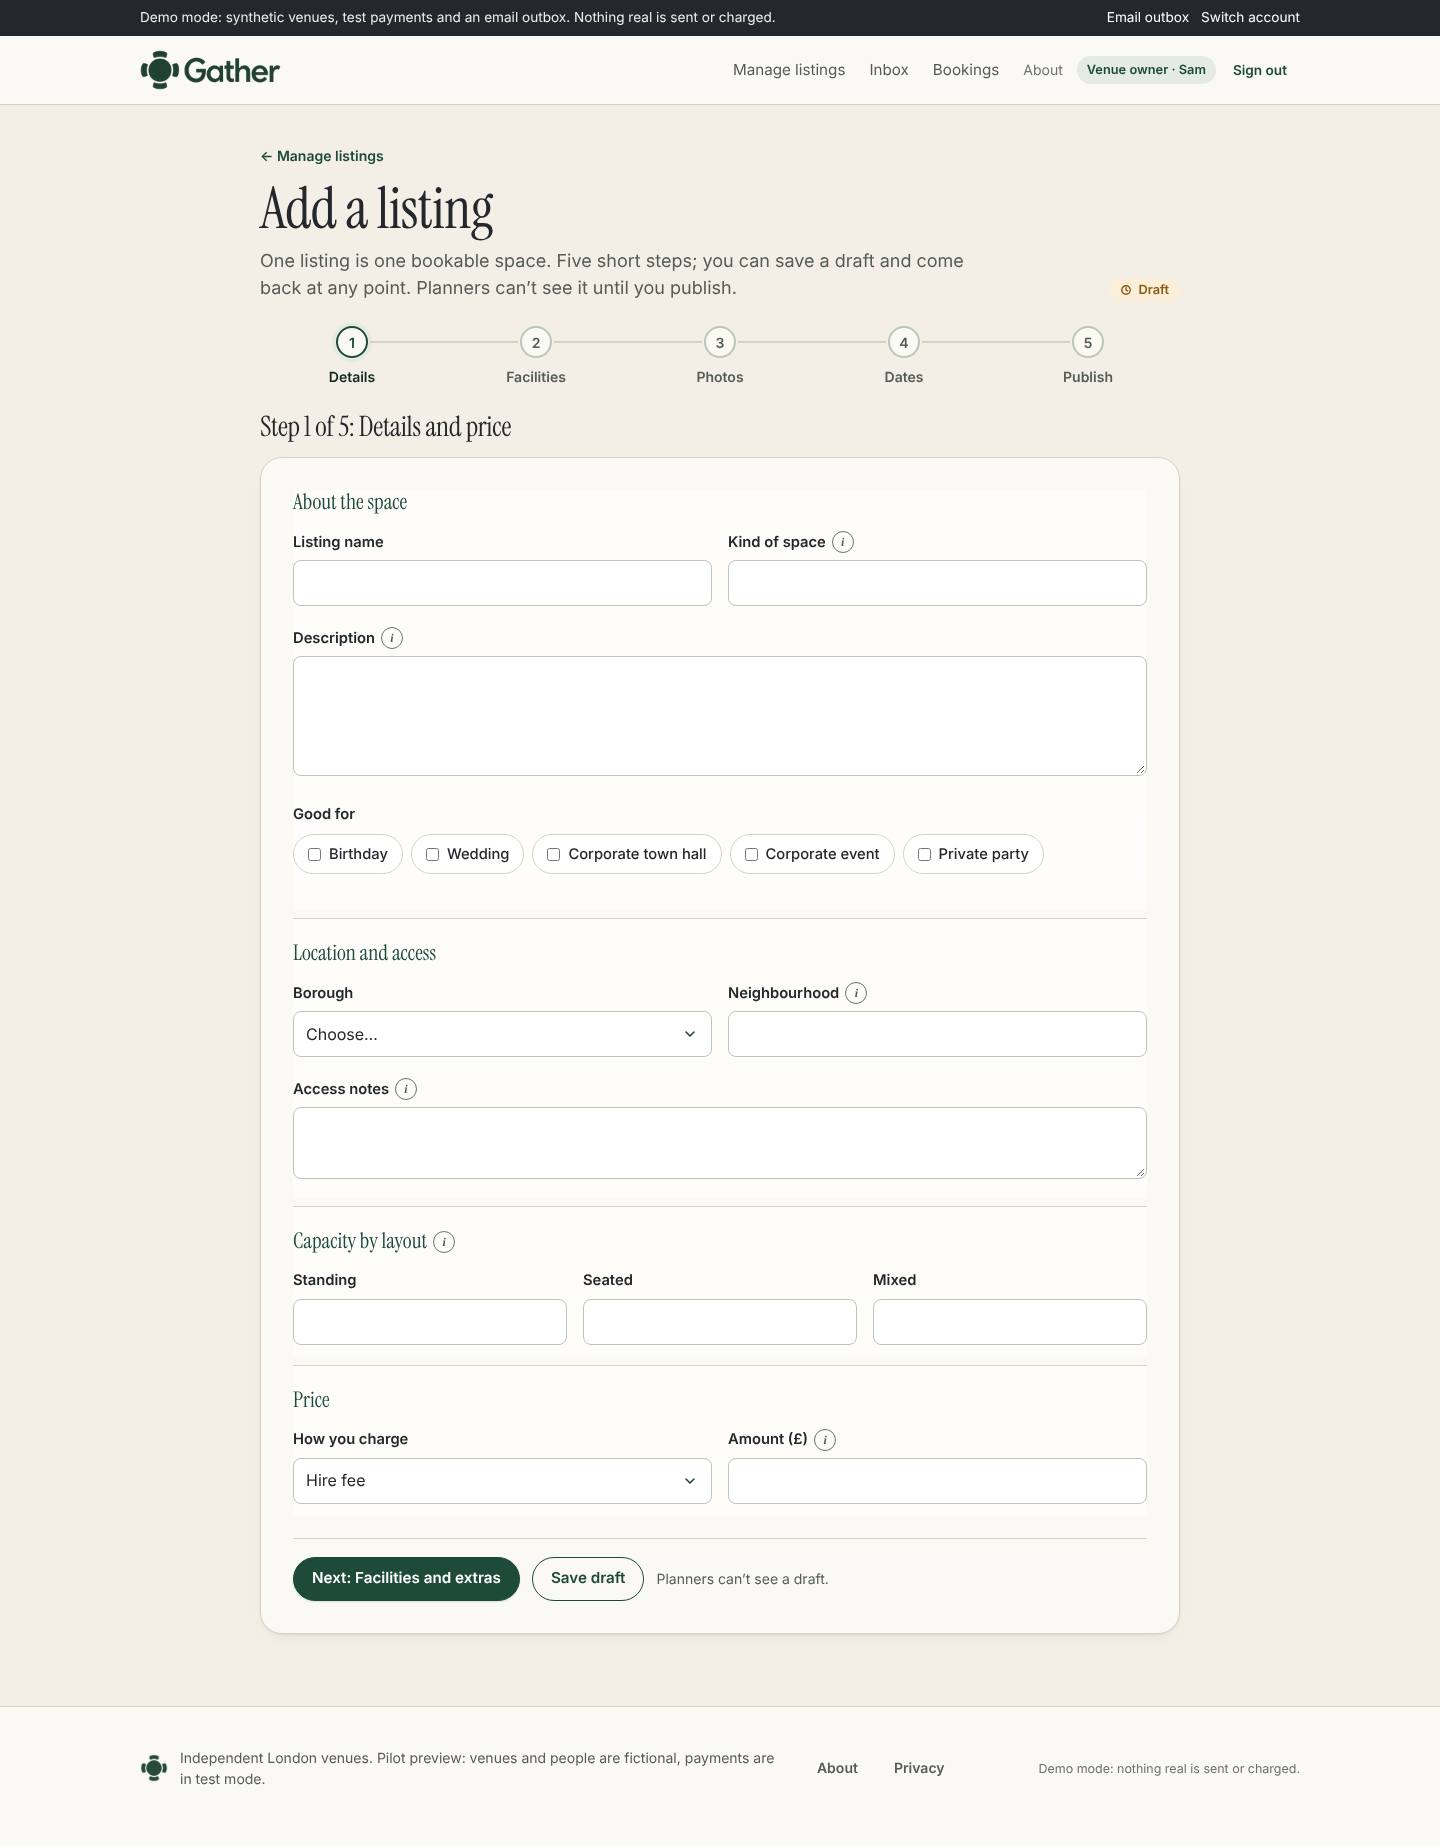 Demo mode: synthetic venues, test payments and an email outbox. Nothing real is sent or charged.
Email outbox
Switch account
Gather
Manage listings
Inbox
Bookings
About
Venue owner · Sam
Sign out
← Manage listings
Add a listing
One listing is one bookable space. Five short steps; you can save a draft and come
back at any point. Planners can’t see it until you publish.
Draft
1
2
3
4
5
Details
Facilities
Photos
Dates
Publish
Step 1 of 5: Details and price
About the space
Listing name
Kind of space i
Description i
Good for
Birthday
Wedding
Corporate town hall
Corporate event
Private party
Location and access
Borough
Neighbourhood i
Choose...
Access notes i
Capacity by layout i
Standing
Seated
Mixed
Price
How you charge
Amount (£) i
Hire fee
Next: Facilities and extras
Save draft
Planners can’t see a draft.
Independent London venues. Pilot preview: venues and people are fictional, payments are
in test mode.
About
Privacy
Demo mode: nothing real is sent or charged.